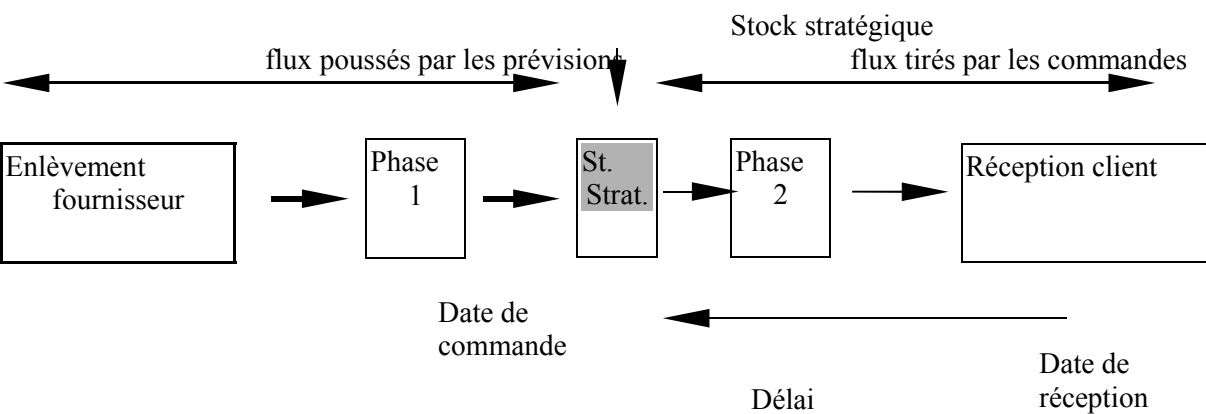 Stock stratégique
flux poussés par les prévisions
flux tirés par les commandes
Enlèvement
fournisseur
Phase
1
St.
Strat.
Phase
2
Réception client
Date de
commande
Date de
réception
Délai